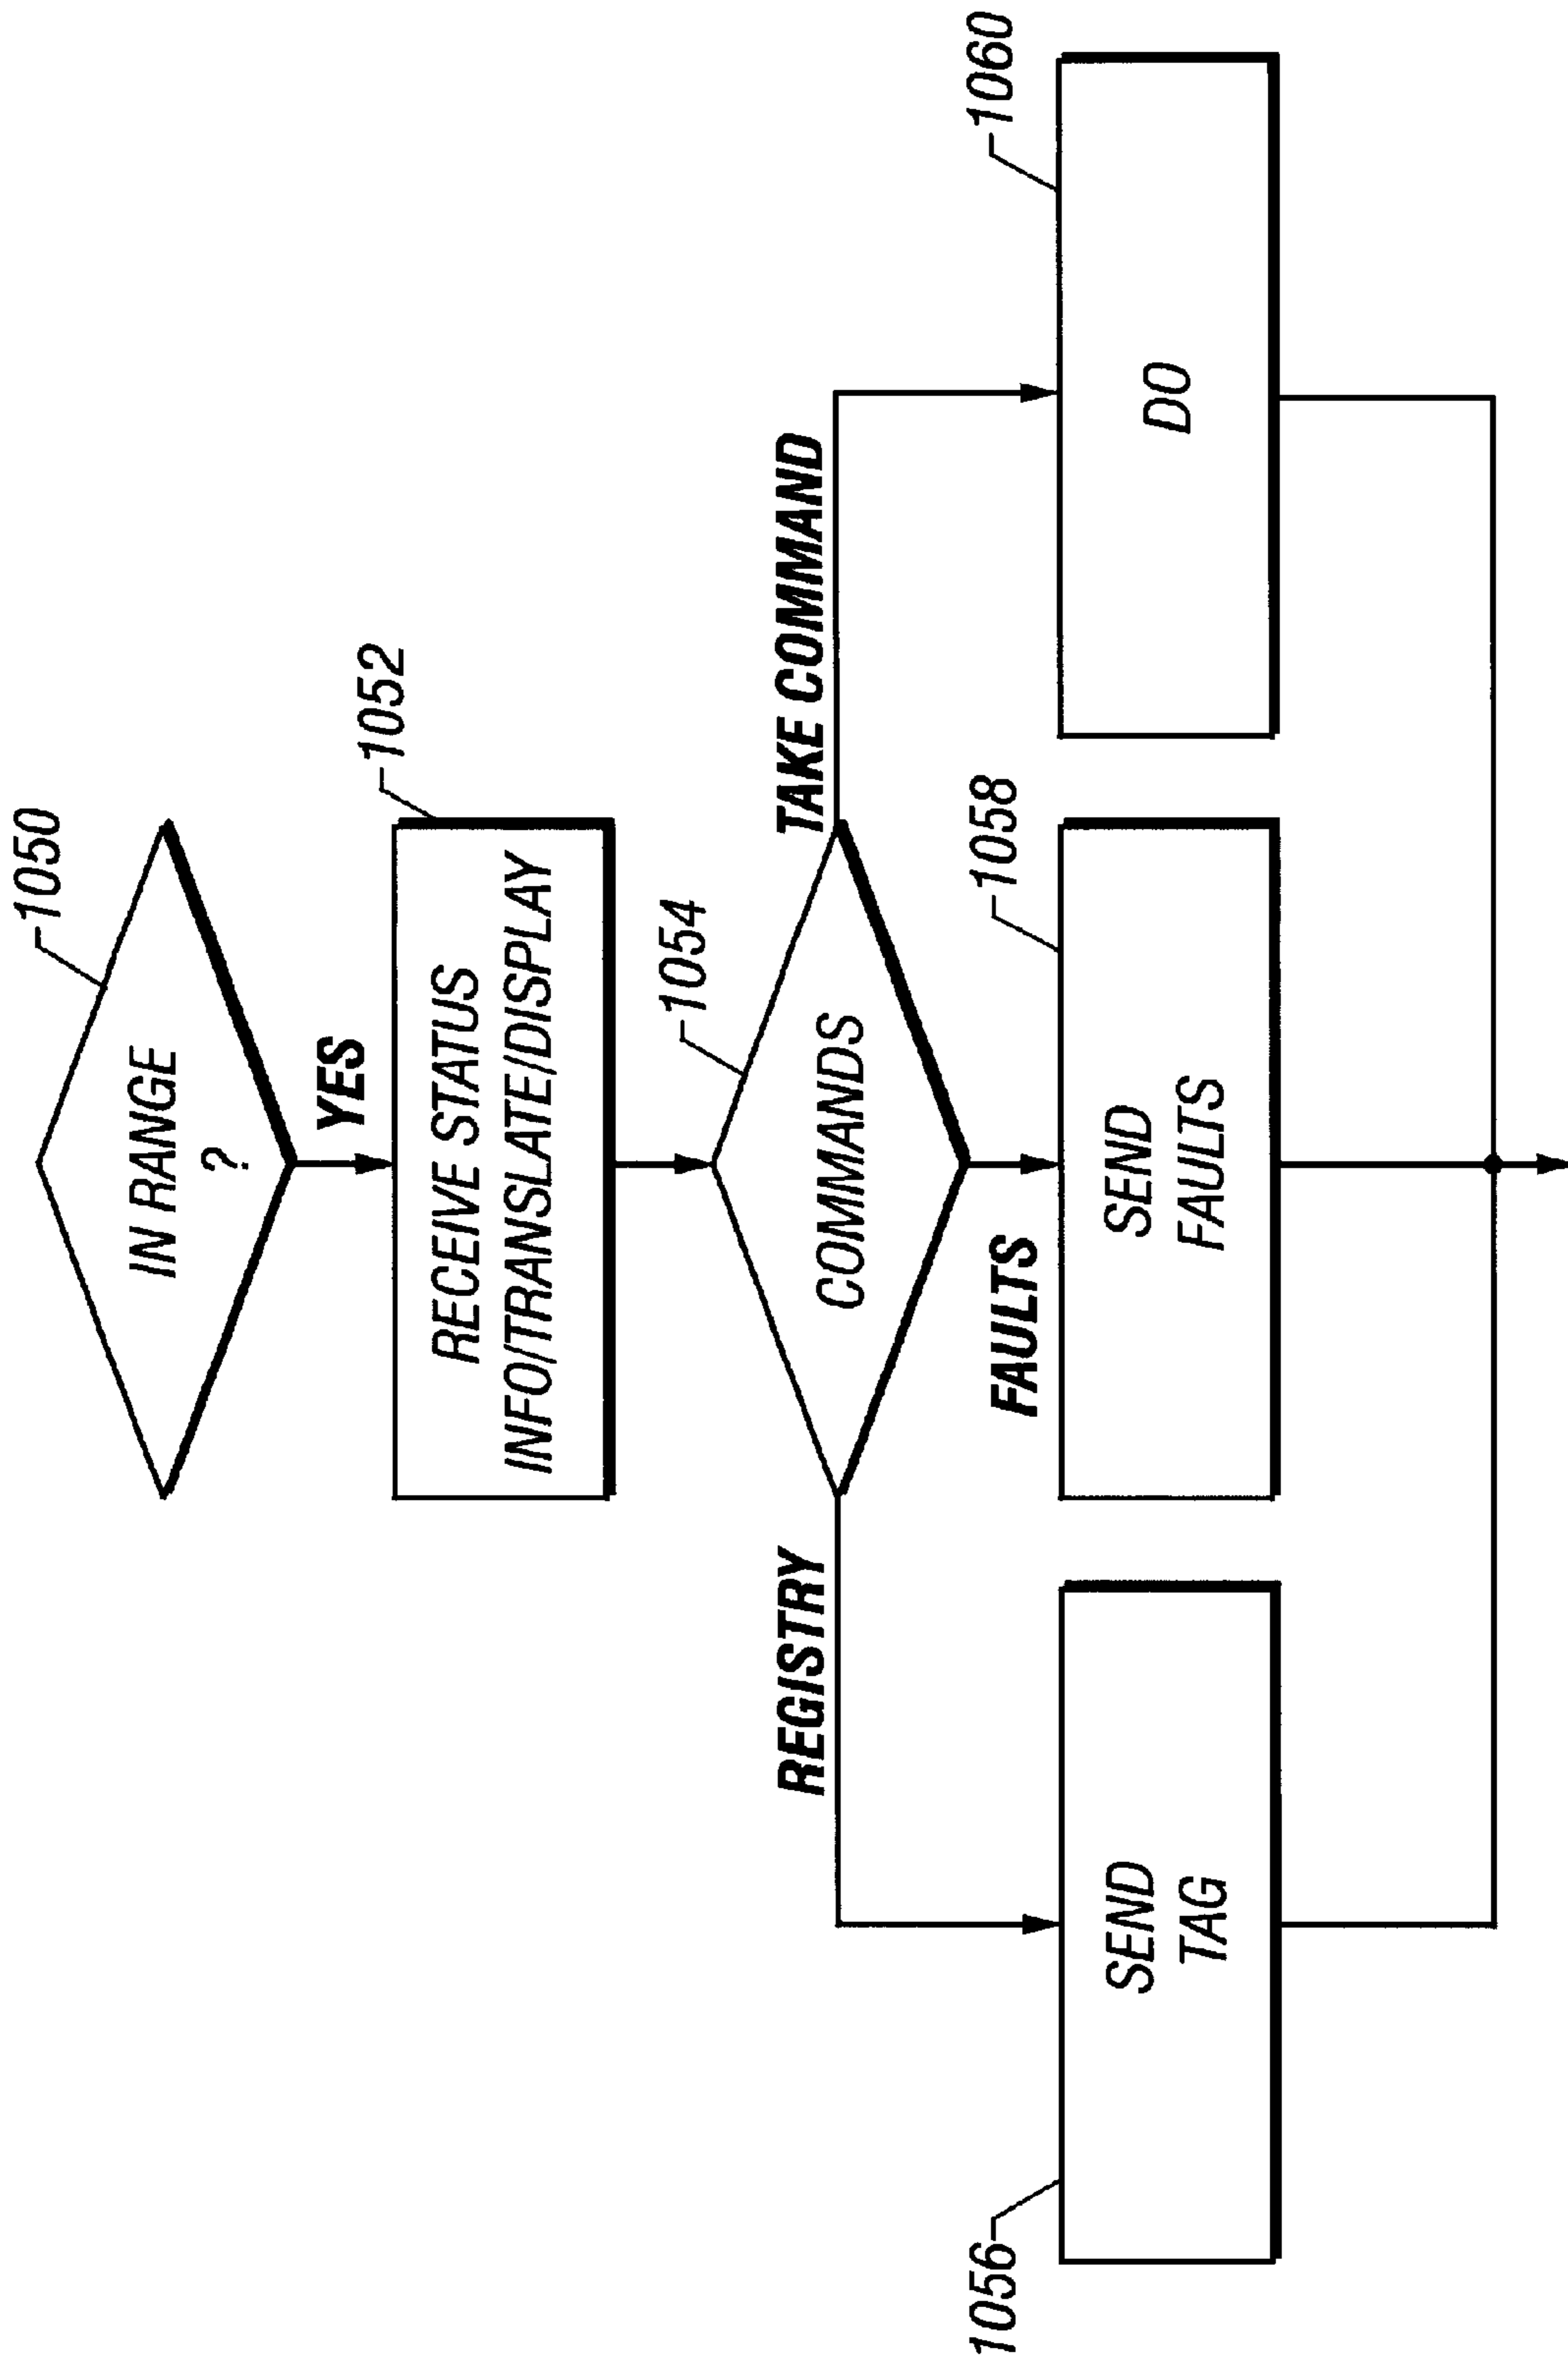 1050
IN RANGE
?
YES
1052
RECEIVE STATUS
INFO/TRANSLATE/DISPLAY
1054
COMMANDS
REGISTRY
TAKE COMMAND
FAULTS
1056
SEND
TAG
1058
SEND
FAULTS
1060
DO